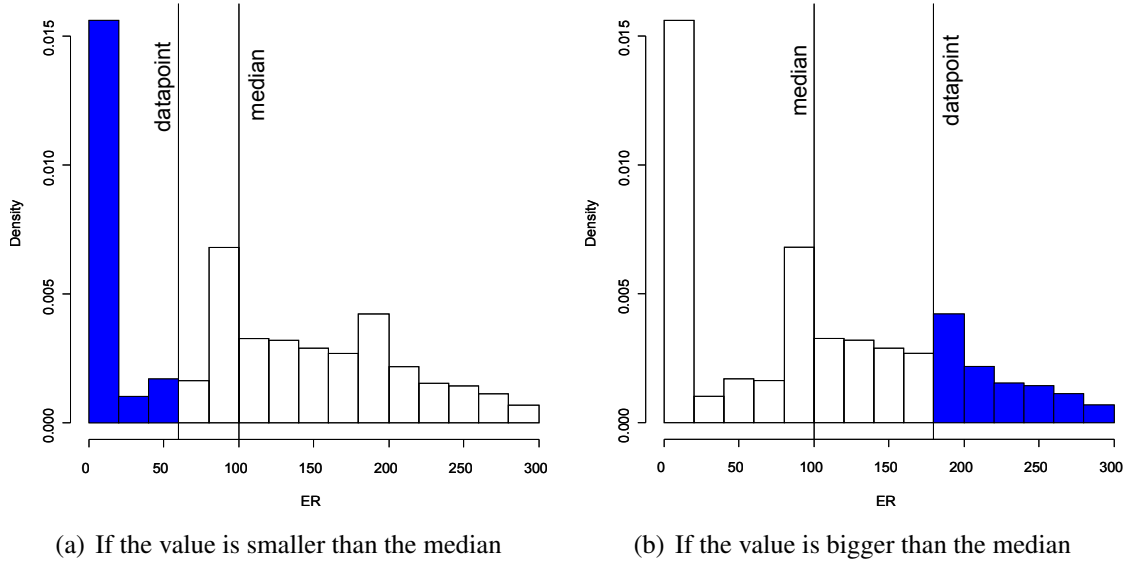 0.015
0.010
0.005
0.000
Density
datapoint
median
0 50 100 150 200 250 300
ER
(a) If the value is smaller than the median
0.015
0.010
0.005
0.000
Density
median
datapoint
0 50 100 150 200 250 300
ER
(b) If the value is bigger than the median